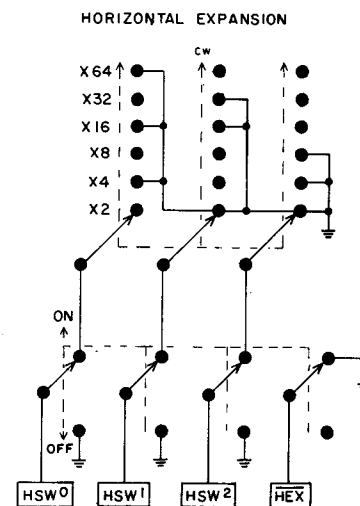 HORIZONTAL EXPANSION
CW
X64
X32
X16
X8
X4
X2
ON
OFF
HSW0 HSW1 HSW2 HEX